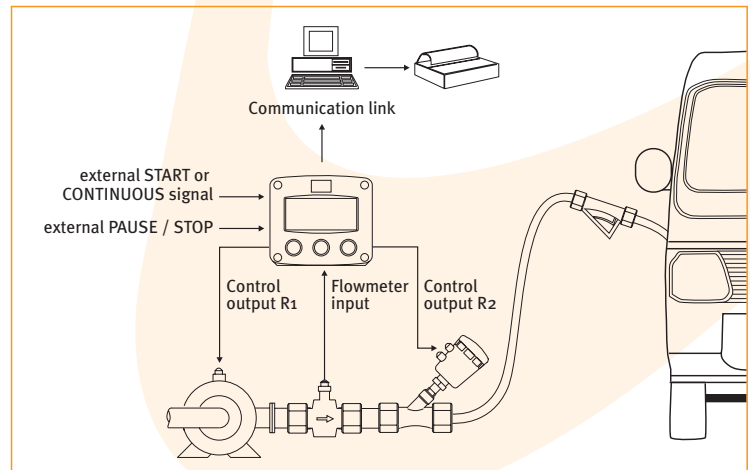 Communication link
external START or
CONTINUOUS signal
external PAUSE / STOP
Control
output R1
Flowmeter
input
Control
output R2